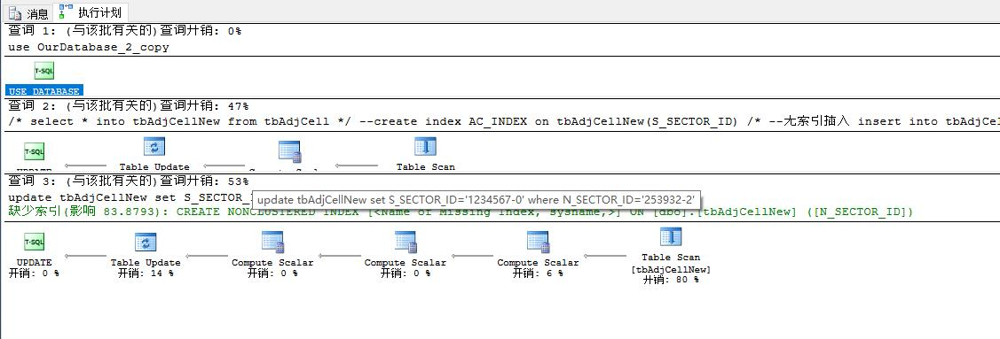 消息 执行计划
查询 1: (与该批有关的)查询开销: 0%
use OurDatabase_2_copy
T-SQL
USE DATABASE
查询 2: (与该批有关的)查询开销: 47%
/* select * into tbAdjCellNew from tbAdjCell */ --create index AC_INDEX on tbAdjCellNew(S_SECTOR_ID) /* --无索引插入 insert into tbAdjCel
T-SQL
Table Update Table Scan
查询 3: (与该批有关的)查询开销: 53%
update tbAdjCellNew set S_SECTOR_
update tbAdjCellNew set S_SECTOR_ID='1234567-0' where N_SECTOR_ID='253932-2'
缺少索引(影响 83.8793): CREATE NONCLUSTERED INDEX [<Name of Missing Index, sysname,>] ON [dbo].[tbAdjCellNew] ([N_SECTOR_ID])
T-SQL
UPDATE Table Update Compute Scalar Compute Scalar Compute Scalar Table Scan
[tbAdjCellNew]
开销: 0 % 开销: 14 % 开销: 0 % 开销: 0 % 开销: 6 % 开销: 80 %